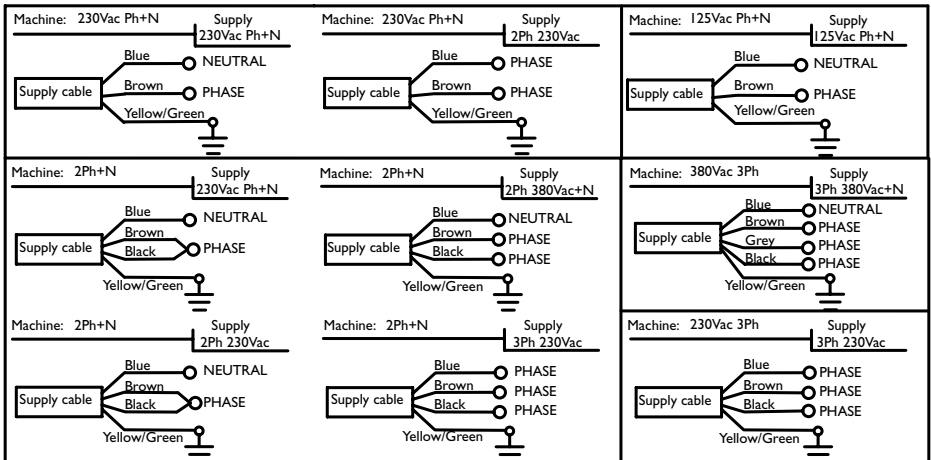 Machine: 230Vac Ph+N
Supply
230Vac Ph+N
Blue
NEUTRAL
Supply cable
Brown
PHASE
Yellow/Green
Machine: 230Vac Ph+N
Supply
2Ph 230Vac
Blue
PHASE
Supply cable
Brown
PHASE
Yellow/Green
Machine: 125Vac Ph+N
Supply
125Vac Ph+N
Blue
NEUTRAL
Supply cable
Brown
PHASE
Yellow/Green
Machine: 2Ph+N
Supply
230Vac Ph+N
Blue
NEUTRAL
Brown
Supply cable
PHASE
Black
Yellow/Green
Machine: 2Ph+N
Supply
2Ph 380Vac+N
Blue
NEUTRAL
Brown
PHASE
Supply cable
Black
PHASE
Yellow/Green
Machine: 380Vac 3Ph
Supply
3Ph 380Vac+N
Blue
NEUTRAL
Brown
PHASE
Supply cable
Grey
PHASE
Black
PHASE
Yellow/Green
Machine: 2Ph+N
Supply
2Ph 230Vac
Blue
NEUTRAL
Brown
Supply cable
PHASE
Black
Yellow/Green
Machine: 2Ph+N
Supply
3Ph 230Vac
Blue
PHASE
Brown
PHASE
Supply cable
Black
PHASE
Yellow/Green
Machine: 230Vac 3Ph
Supply
3Ph 230Vac
Blue
PHASE
Brown
PHASE
Supply cable
Black
PHASE
Yellow/Green